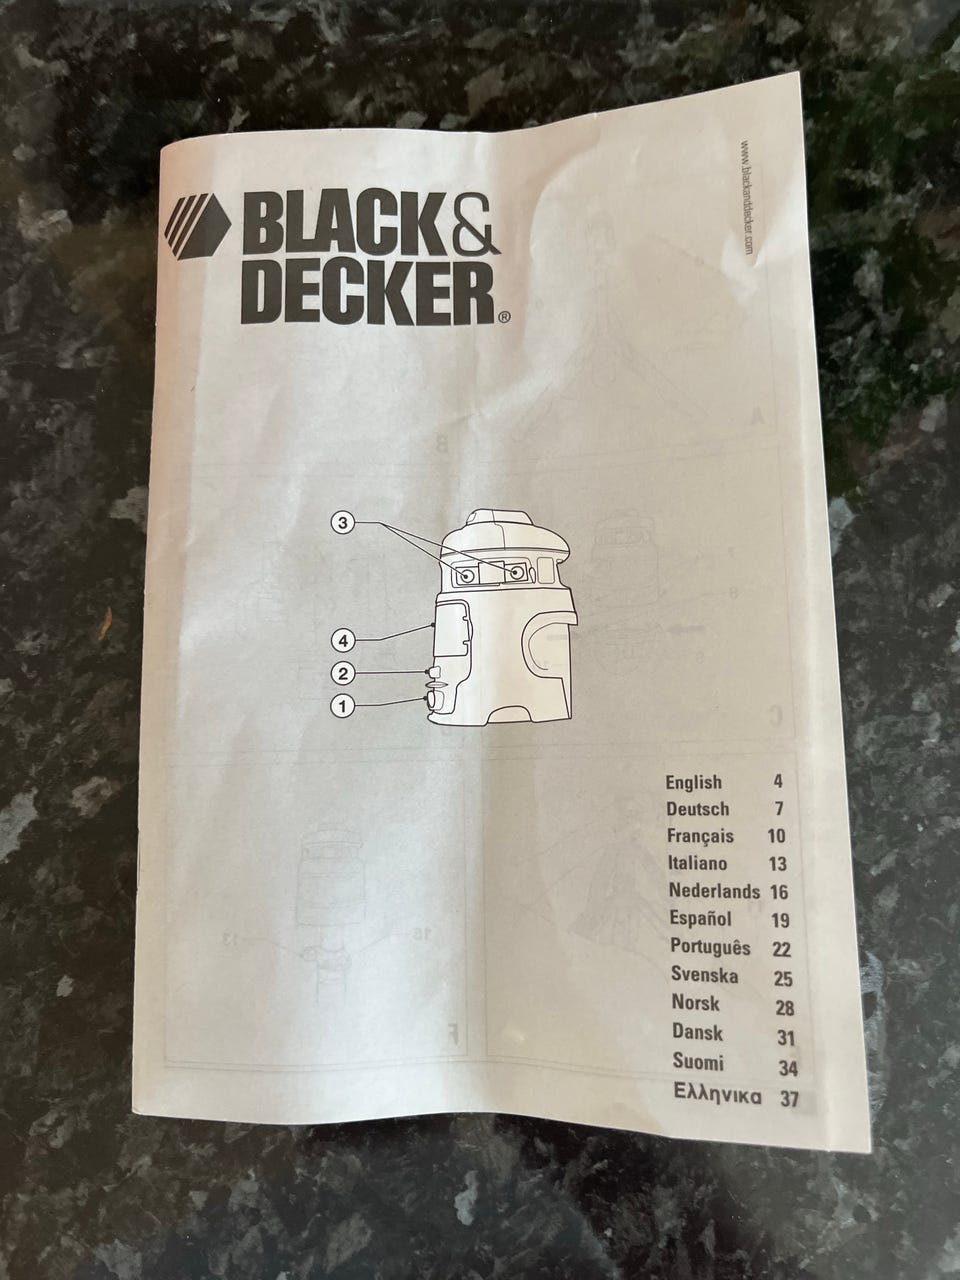 www.blackanddecker.com
BLACK&
DECKER®
3
4
2
1
English 4
Deutsch 7
Français 10
Italiano 13
Nederlands 16
Español 19
Português 22
Svenska 25
Norsk 28
Dansk 31
Suomi 34
Ελληνικα 37